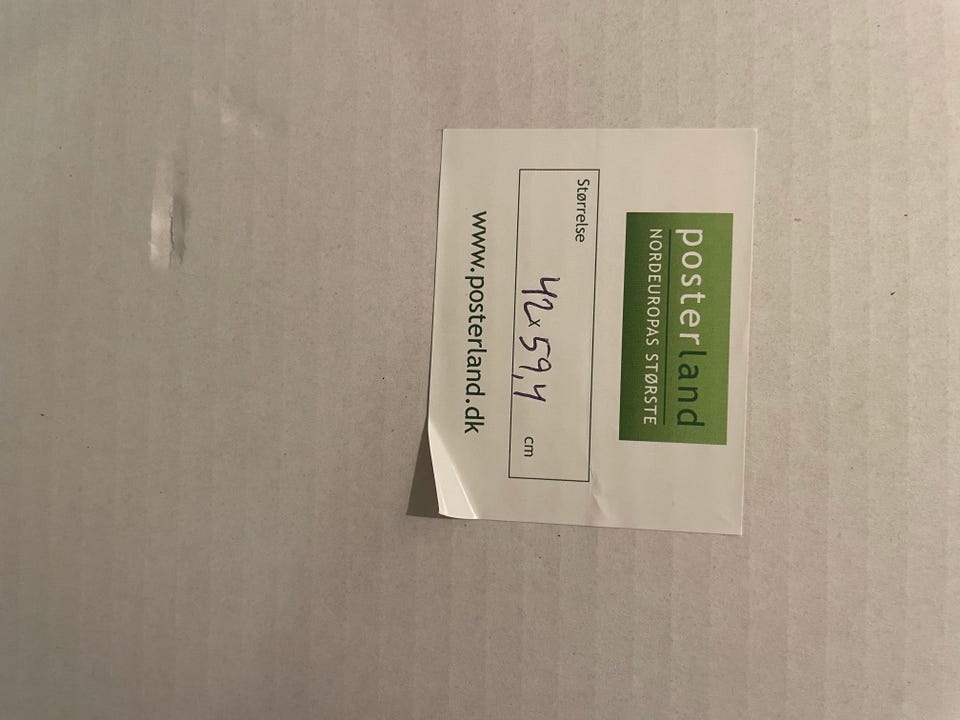 posterland
NORDEUROPAS STØRSTE
Størrelse
42x59,4 cm
www.posterland.dk